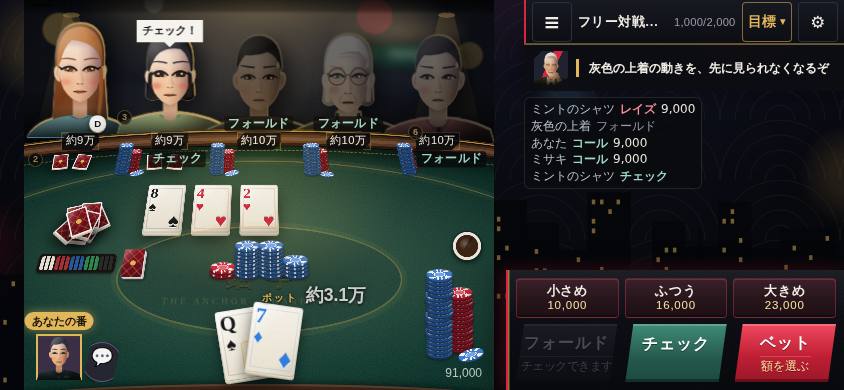 チェック！
D
3
フォールド
フォールド
6
約9万
約9万
約10万
約10万
約10万
2
チェック
フォールド
8
4
2
THE ANCHOR
ポット 約3.1万
あなたの番
Q
7
91,000
フリー対戦…
1,000/2,000
目標 ▾
灰色の上着の動きを、先に見られなくなるぞ
ミントのシャツ レイズ 9,000
灰色の上着 フォールド
あなた コール 9,000
ミサキ コール 9,000
ミントのシャツ チェック
小さめ
10,000
ふつう
16,000
大きめ
23,000
フォールド
チェックできます
チェック
ベット
額を選ぶ